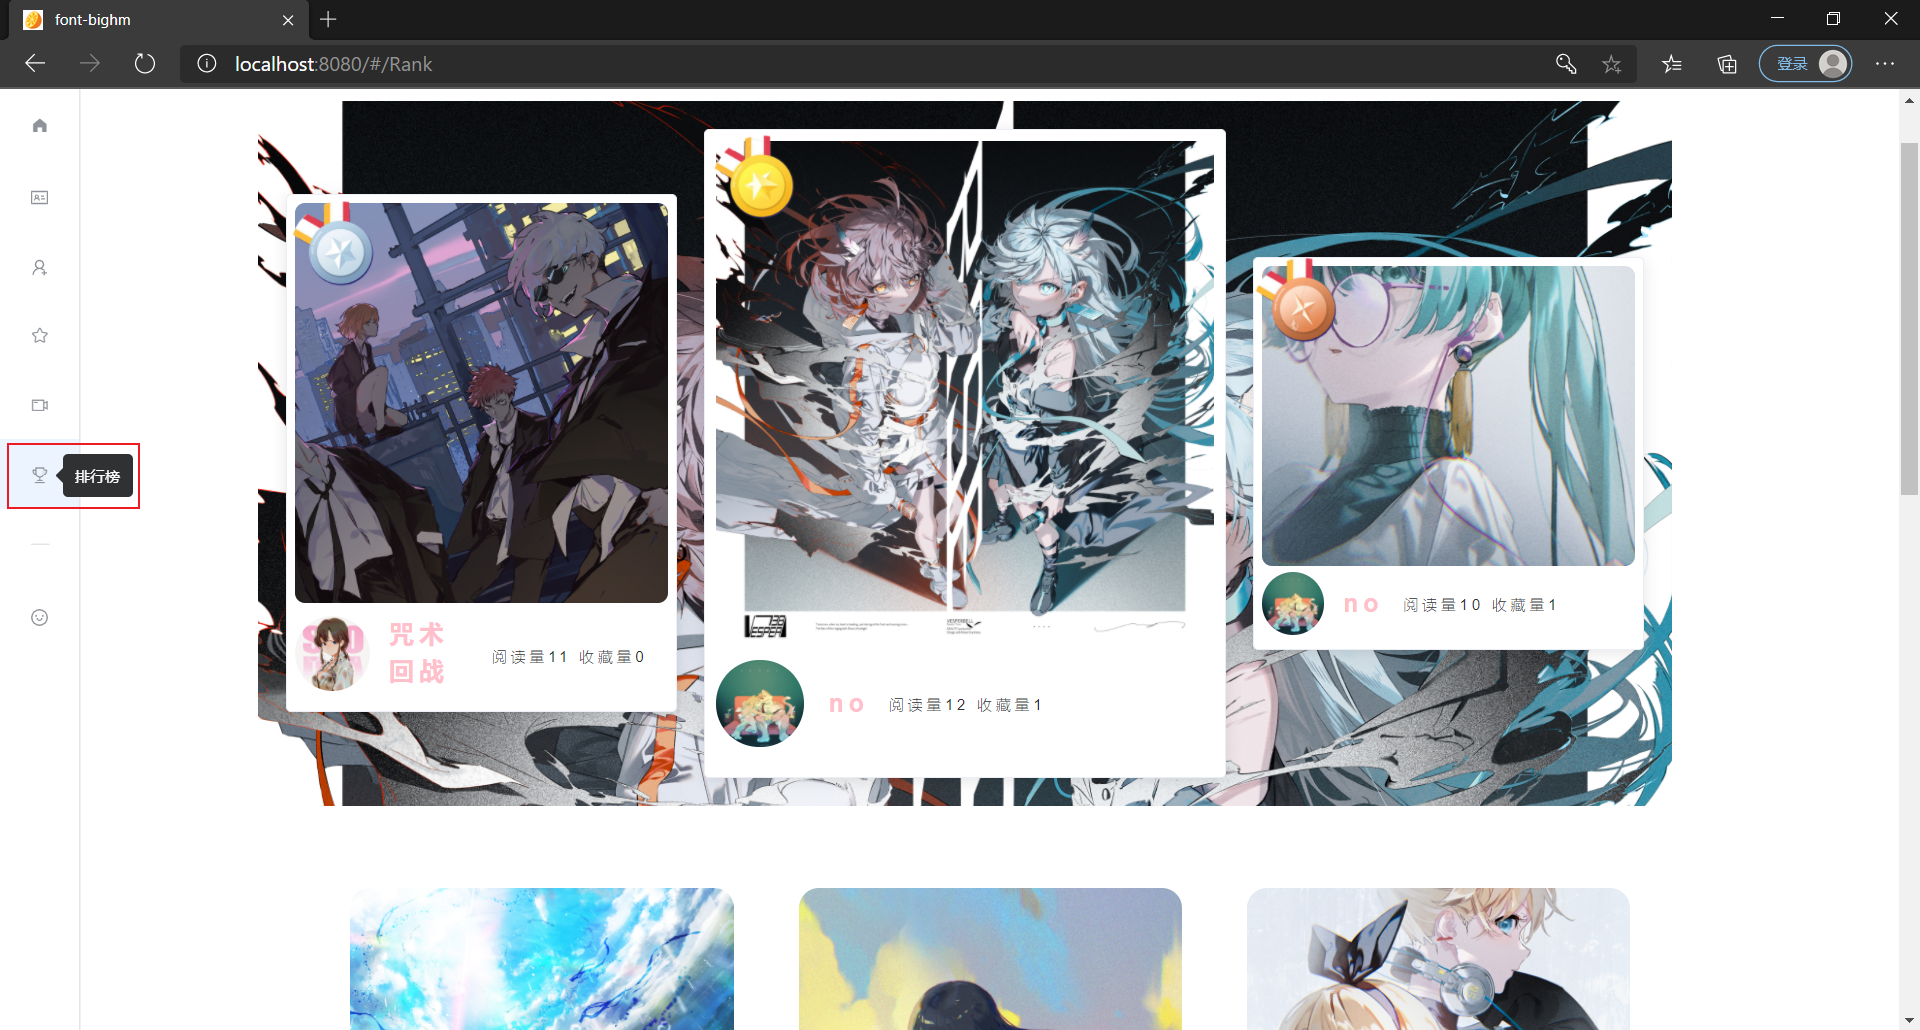 font-bighm
localhost:8080/#/Rank
登录
排行榜
咒术
回战
阅读量11 收藏量0
no
阅读量12 收藏量1
no
阅读量10 收藏量1